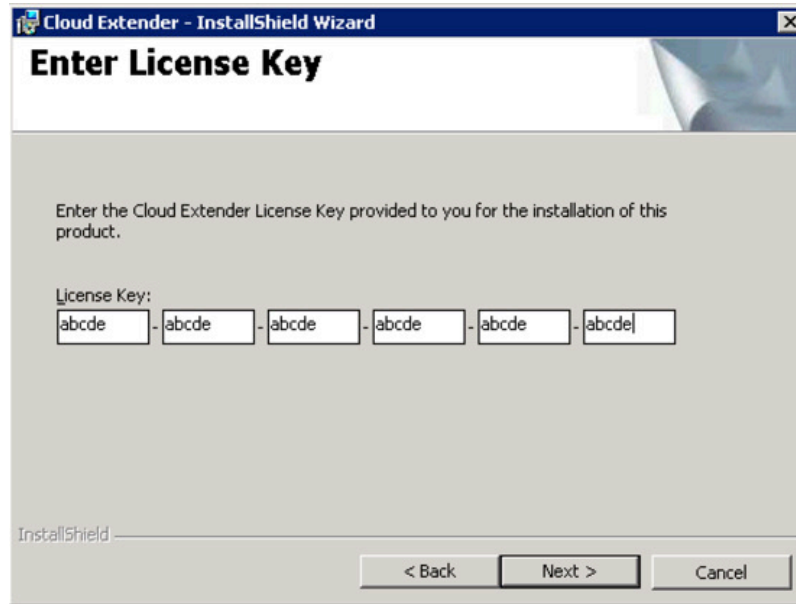 Cloud Extender - InstallShield Wizard
Enter License Key
Enter the Cloud Extender License Key provided to you for the installation of this
product.
License Key:
abcde - abcde - abcde - abcde - abcde - abcde
InstallShield
< Back Next > Cancel